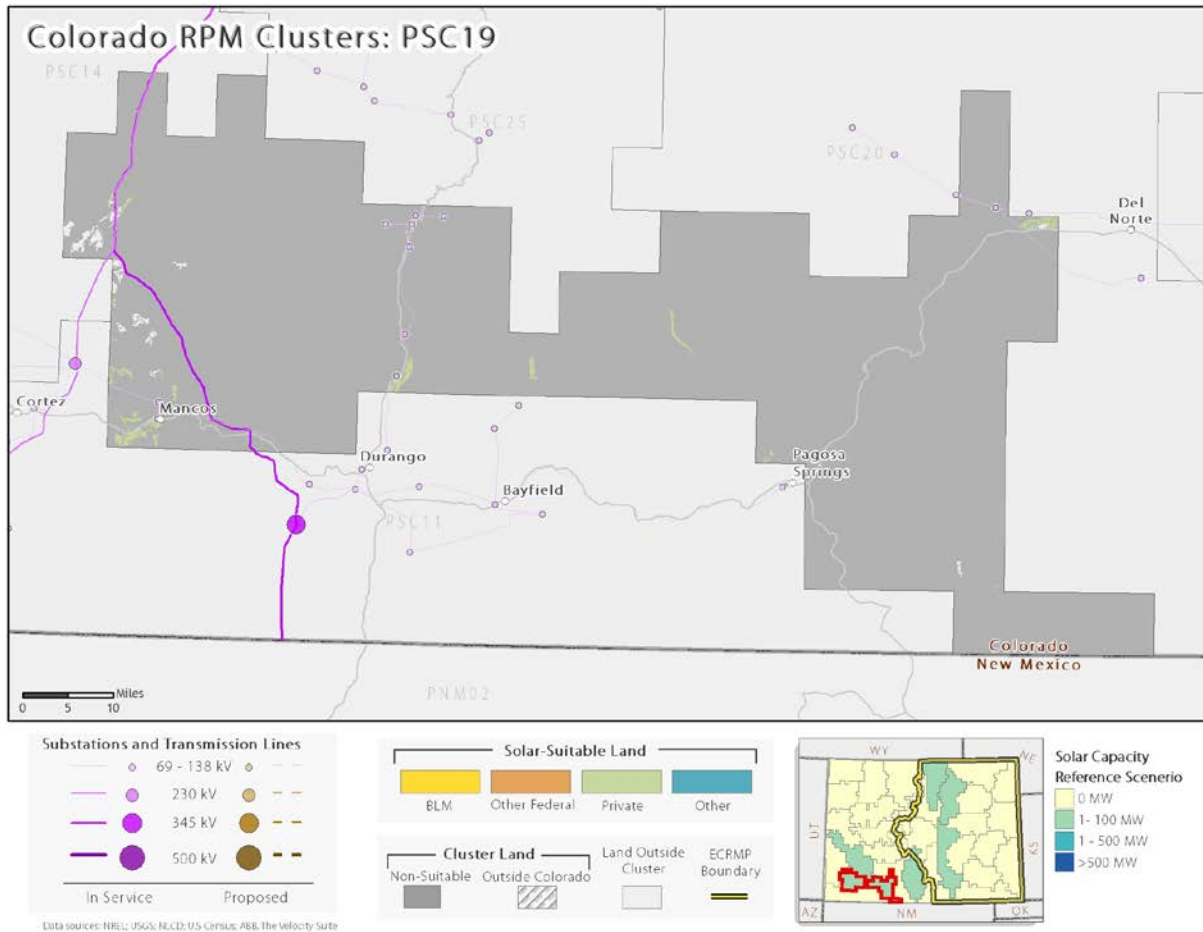 Colorado RPM Clusters: PSC19
PSC14
PSC25
PSC20
Del
Norte
Cortez
Mancos
Durango
Pagosa
Springs
Bayfield
PSC11
Colorado
New Mexico
PNM02
Miles
0 5 10
Substations and Transmission Lines
69 - 138 kV
230 kV
345 kV
500 kV
In Service Proposed
Solar-Suitable Land
BLM Other Federal Private Other
Cluster Land
Non-Suitable Outside Colorado
Land Outside
Cluster
ECRMP
Boundary
WY
NE
UT
KS
AZ
NM
OK
Solar Capacity
Reference Scenerio
0 MW
1- 100 MW
1 - 500 MW
>500 MW
Data sources: NREL; USGS; NLCD; U.S Census; ABB, The Velocity Suite